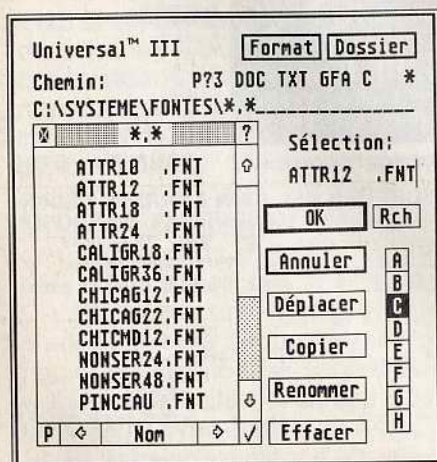 Universal™ III Format Dossier
Chemin: P?3 DOC TXT GFA C *
C:\SYSTEME\FONTES\*.*
*.* ?
Sélection:
ATTR12 .FNT
ATTR10 .FNT
ATTR12 .FNT
ATTR18 .FNT
ATTR24 .FNT
CALIGR18.FNT
CALIGR36.FNT
CHICAG12.FNT
CHICAG22.FNT
CHICMD12.FNT
NONSER24.FNT
NONSER48.FNT
PINCEAU .FNT
P Nom ✓
OK Rch
Annuler
Déplacer
Copier
Renommer
Effacer
A
B
C
D
E
F
G
H